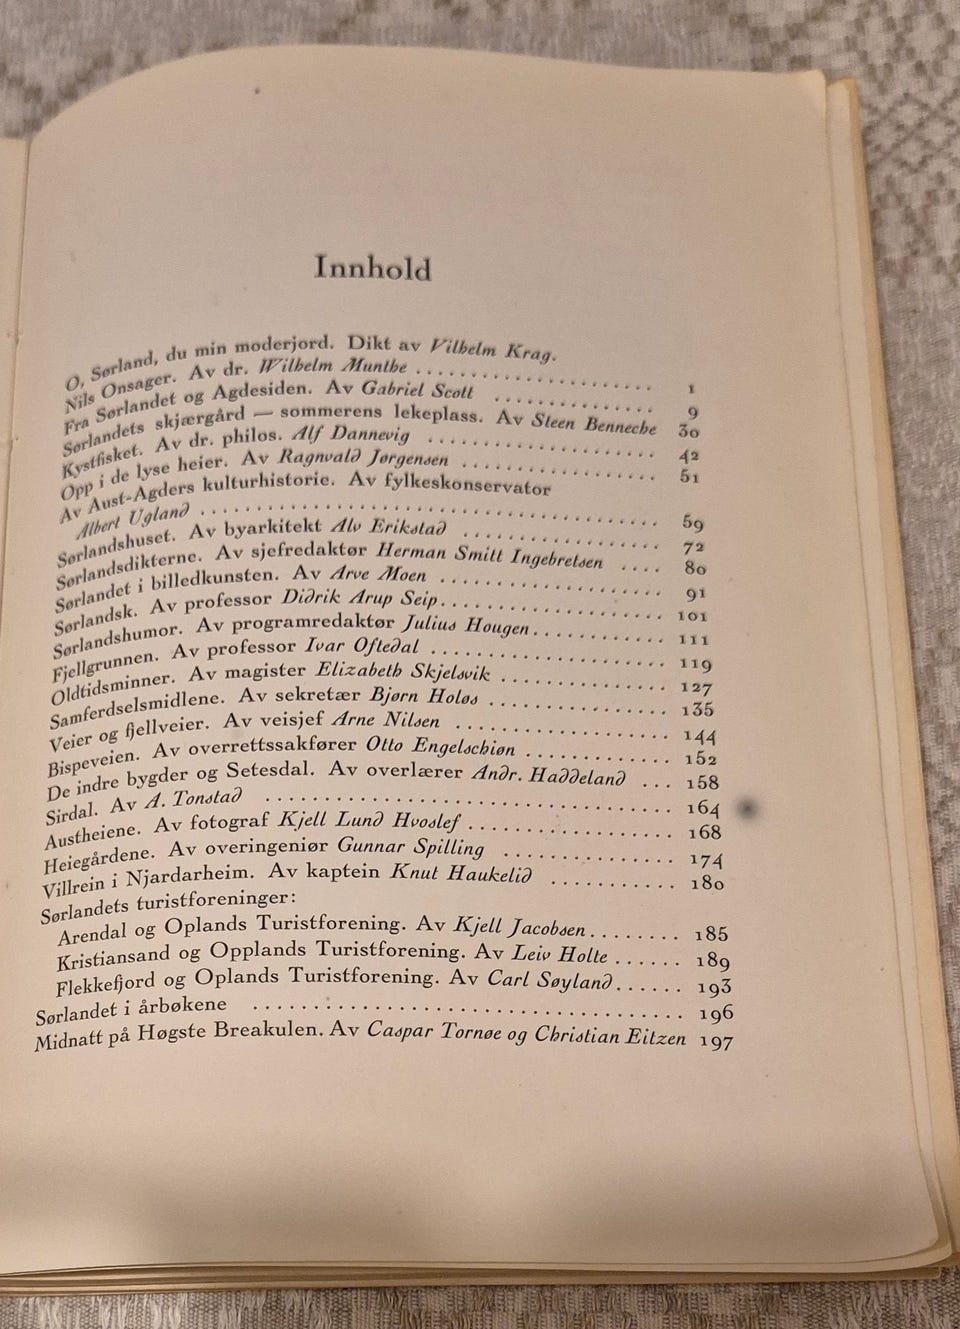 Innhold
O, Sørland, du min moderjord. Dikt av Vilhelm Krag.
Nils Onsager. Av dr. Wilhelm Munthe .......................... 1
Fra Sørlandet og Agdesiden. Av Gabriel Scott .............. 9
Sørlandets skjærgård — sommerens lekeplass. Av Steen Benneche 30
Kystfisket. Av dr. philos. Alf Dannevig .................... 42
Opp i de lyse heier. Av Ragnvald Jørgensen ................. 51
Av Aust-Agders kulturhistorie. Av fylkeskonservator
Albert Ugland .................................. 59
Sørlandshuset. Av byarkitekt Alv Erikstad ................. 72
Sørlandsdikterne. Av sjefredaktør Herman Smitt Ingebretsen .... 80
Sørlandet i billedkunsten. Av Arve Moen .................... 91
Sørlandsk. Av professor Didrik Arup Seip.................... 101
Sørlandshumor. Av programredaktør Julius Hougen............ 111
Fjellgrunnen. Av professor Ivar Oftedal ..................... 119
Oldtidsminner. Av magister Elizabeth Skjelsvik .............. 127
Samferdselsmidlene. Av sekretær Bjørn Holøs ................ 135
Veier og fjellveier. Av veisjef Arne Nilsen ................... 144
Bispeveien. Av overrettssakfører Otto Engelschiøn ............ 152
De indre bygder og Setesdal. Av overlærer Andr. Haddeland ... 158
Sirdal. Av A. Tonstad ................................ 164
Austheiene. Av fotograf Kjell Lund Hvoslef .................. 168
Heiegårdene. Av overingeniør Gunnar Spilling .............. 174
Villrein i Njardarheim. Av kaptein Knut Haukelid ........... 180
Sørlandets turistforeninger:
Arendal og Oplands Turistforening. Av Kjell Jacobsen........ 185
Kristiansand og Opplands Turistforening. Av Leiv Holte ...... 189
Flekkefjord og Oplands Turistforening. Av Carl Søyland...... 193
Sørlandet i årbøkene .................................. 196
Midnatt på Høgste Breakulen. Av Caspar Tornøe og Christian Eitzen 197